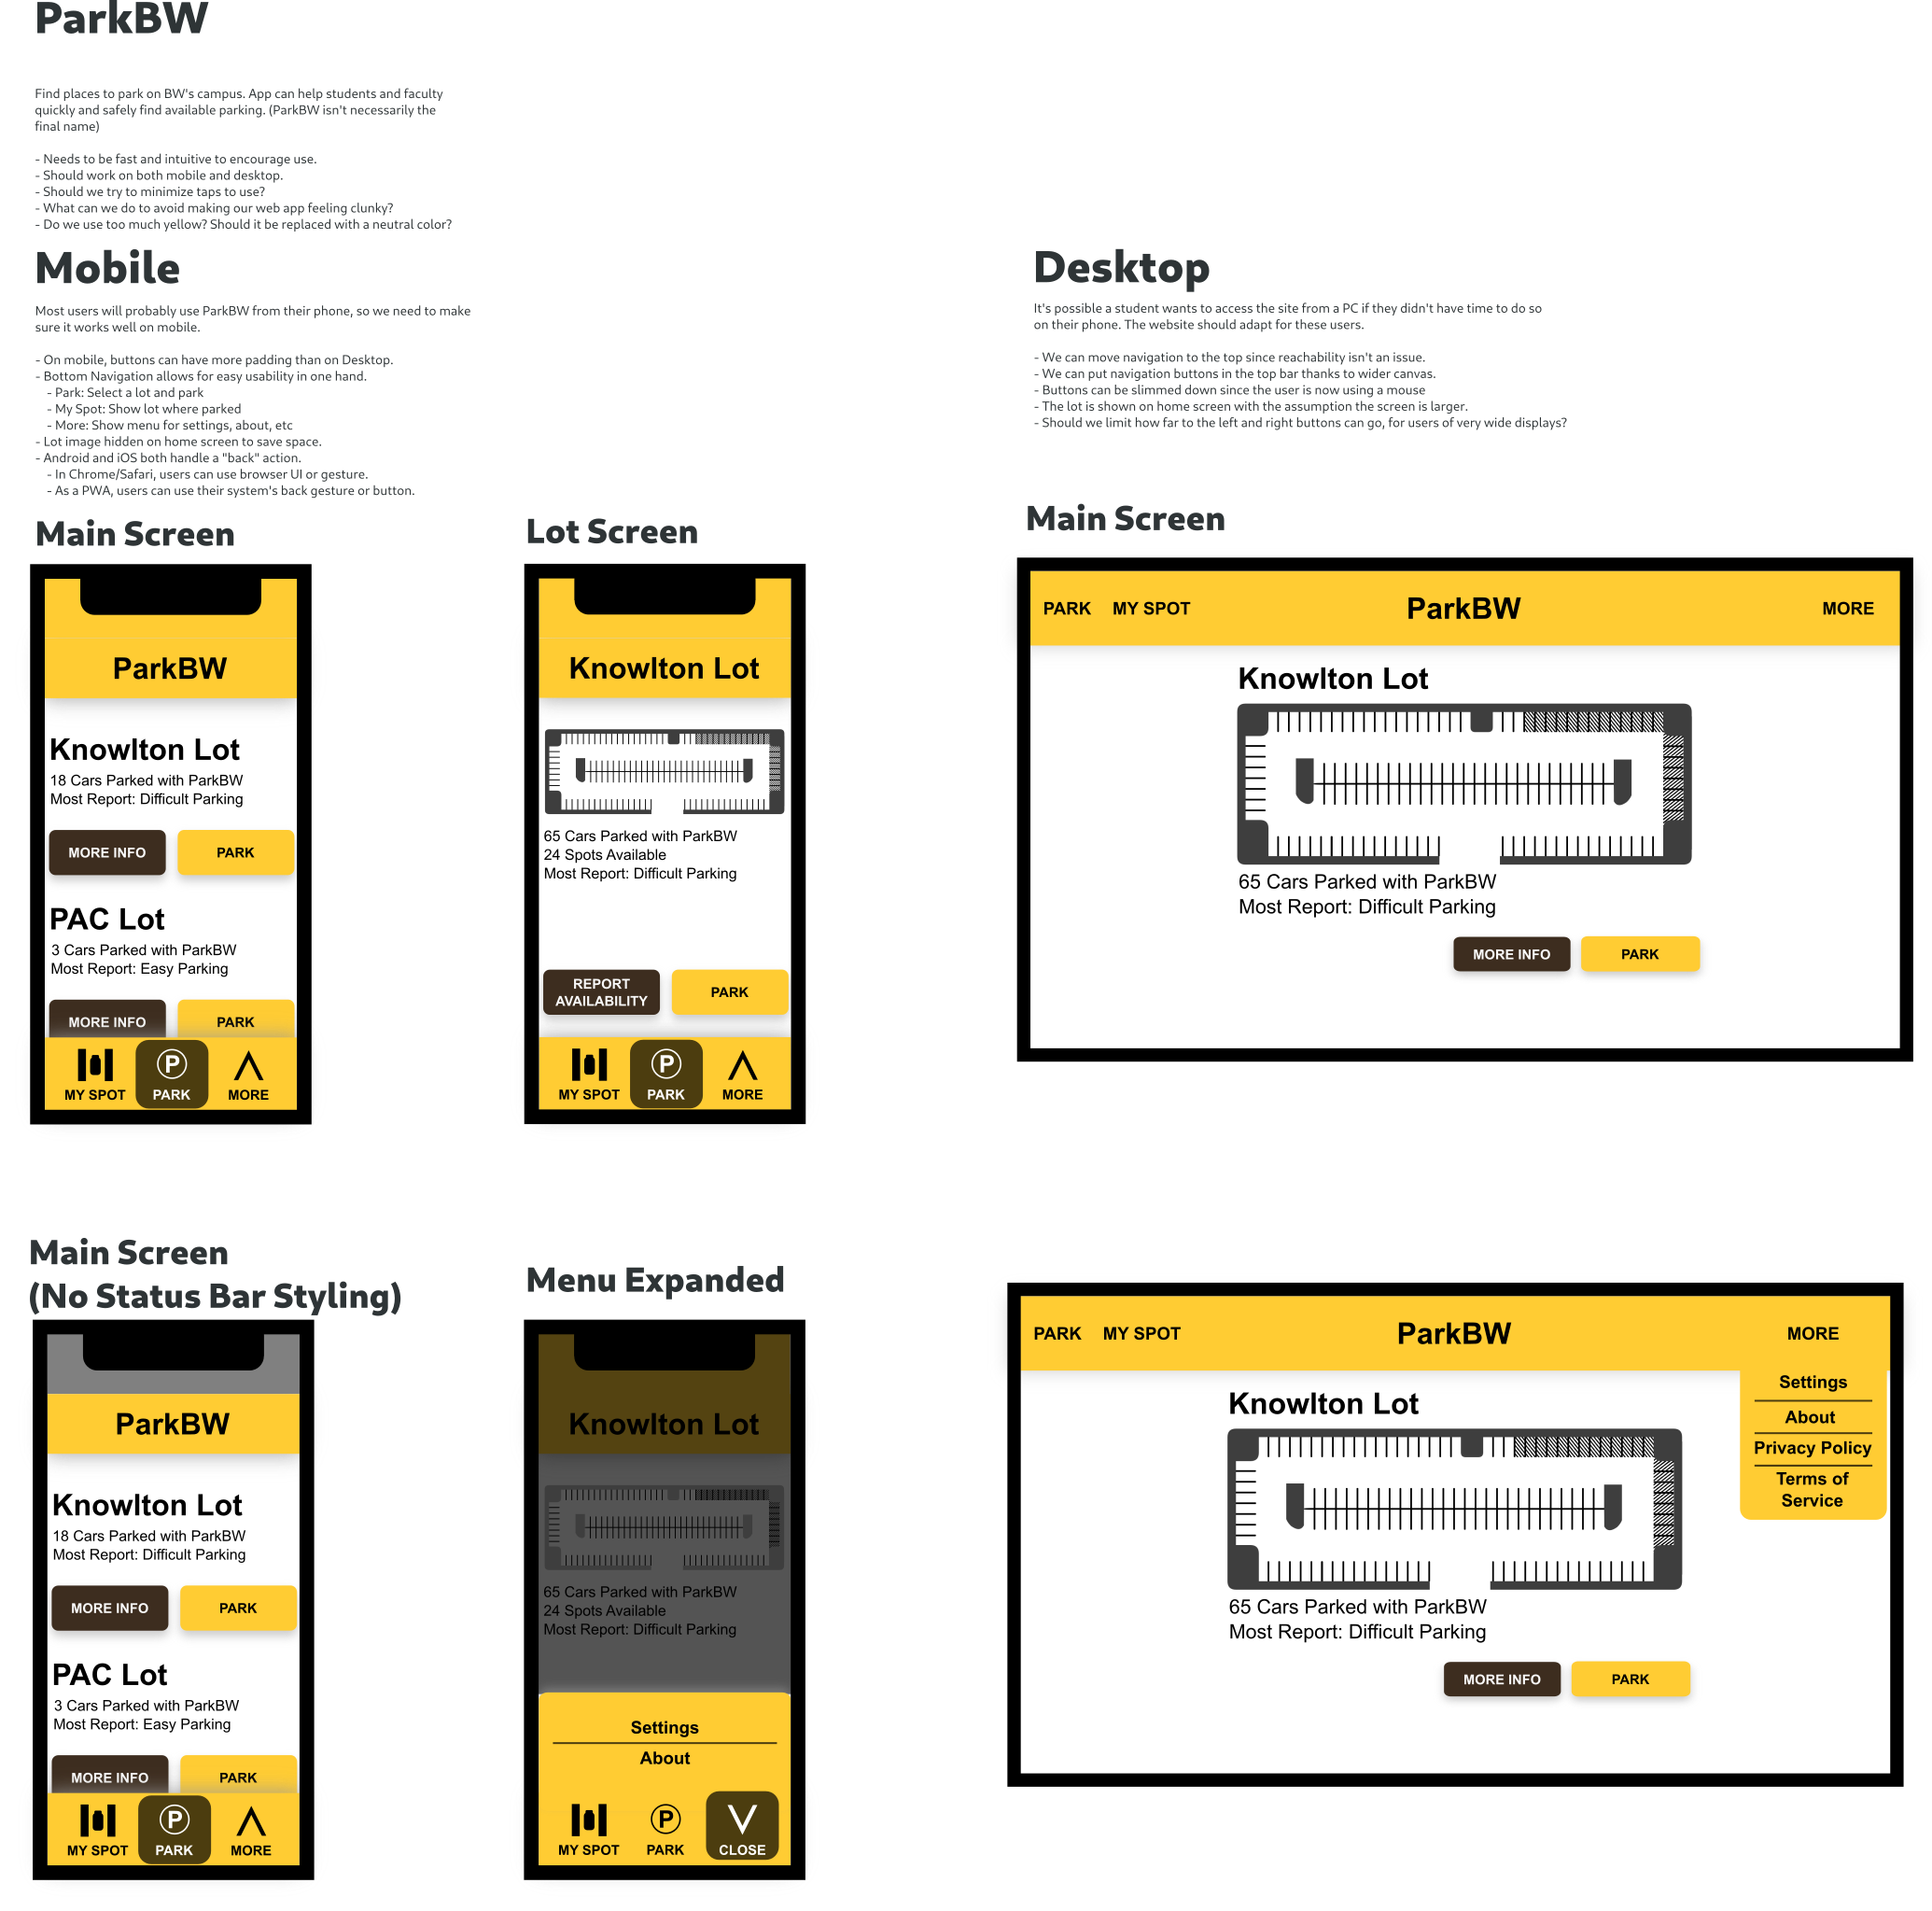 ParkBW
Find places to park on BW's campus. App can help students and faculty
quickly and safely find available parking. (ParkBW isn't necessarily the
final name)
- Needs to be fast and intuitive to encourage use.
- Should work on both mobile and desktop.
- Should we try to minimize taps to use?
- What can we do to avoid making our web app feeling clunky?
- Do we use too much yellow? Should it be replaced with a neutral color?
Mobile
Most users will probably use ParkBW from their phone, so we need to make
sure it works well on mobile.
- On mobile, buttons can have more padding than on Desktop.
- Bottom Navigation allows for easy usability in one hand.
- Park: Select a lot and park
- My Spot: Show lot where parked
- More: Show menu for settings, about, etc
- Lot image hidden on home screen to save space.
- Android and iOS both handle a "back" action.
- In Chrome/Safari, users can use browser UI or gesture.
- As a PWA, users can use their system's back gesture or button.
Desktop
It's possible a student wants to access the site from a PC if they didn't have time to do so
on their phone. The website should adapt for these users.
- We can move navigation to the top since reachability isn't an issue.
- We can put navigation buttons in the top bar thanks to wider canvas.
- Buttons can be slimmed down since the user is now using a mouse
- The lot is shown on home screen with the assumption the screen is larger.
- Should we limit how far to the left and right buttons can go, for users of very wide displays?
Main Screen
ParkBW
Knowlton Lot
18 Cars Parked with ParkBW
Most Report: Difficult Parking
MORE INFO PARK
PAC Lot
3 Cars Parked with ParkBW
Most Report: Easy Parking
MORE INFO PARK
P
MY SPOT PARK MORE
Lot Screen
Knowlton Lot
65 Cars Parked with ParkBW
24 Spots Available
Most Report: Difficult Parking
REPORT
AVAILABILITY
PARK
P
MY SPOT PARK MORE
Main Screen
PARK MY SPOT ParkBW MORE
Knowlton Lot
65 Cars Parked with ParkBW
Most Report: Difficult Parking
MORE INFO PARK
Main Screen
(No Status Bar Styling)
ParkBW
Knowlton Lot
18 Cars Parked with ParkBW
Most Report: Difficult Parking
MORE INFO PARK
PAC Lot
3 Cars Parked with ParkBW
Most Report: Easy Parking
MORE INFO PARK
P
MY SPOT PARK MORE
Menu Expanded
Knowlton Lot
65 Cars Parked with ParkBW
24 Spots Available
Most Report: Difficult Parking
Settings
About
P
MY SPOT PARK CLOSE
PARK MY SPOT ParkBW MORE
Settings
About
Privacy Policy
Terms of
Service
Knowlton Lot
65 Cars Parked with ParkBW
Most Report: Difficult Parking
MORE INFO PARK